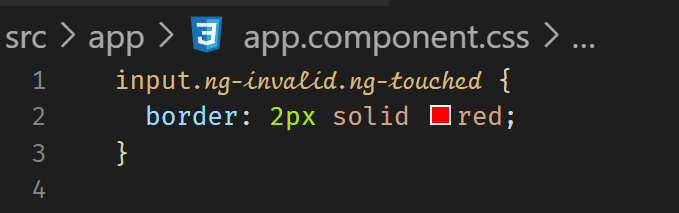 src > app > app.component.css > ...
1 input.ng-invalid.ng-touched {
2 border: 2px solid red;
3 }
4